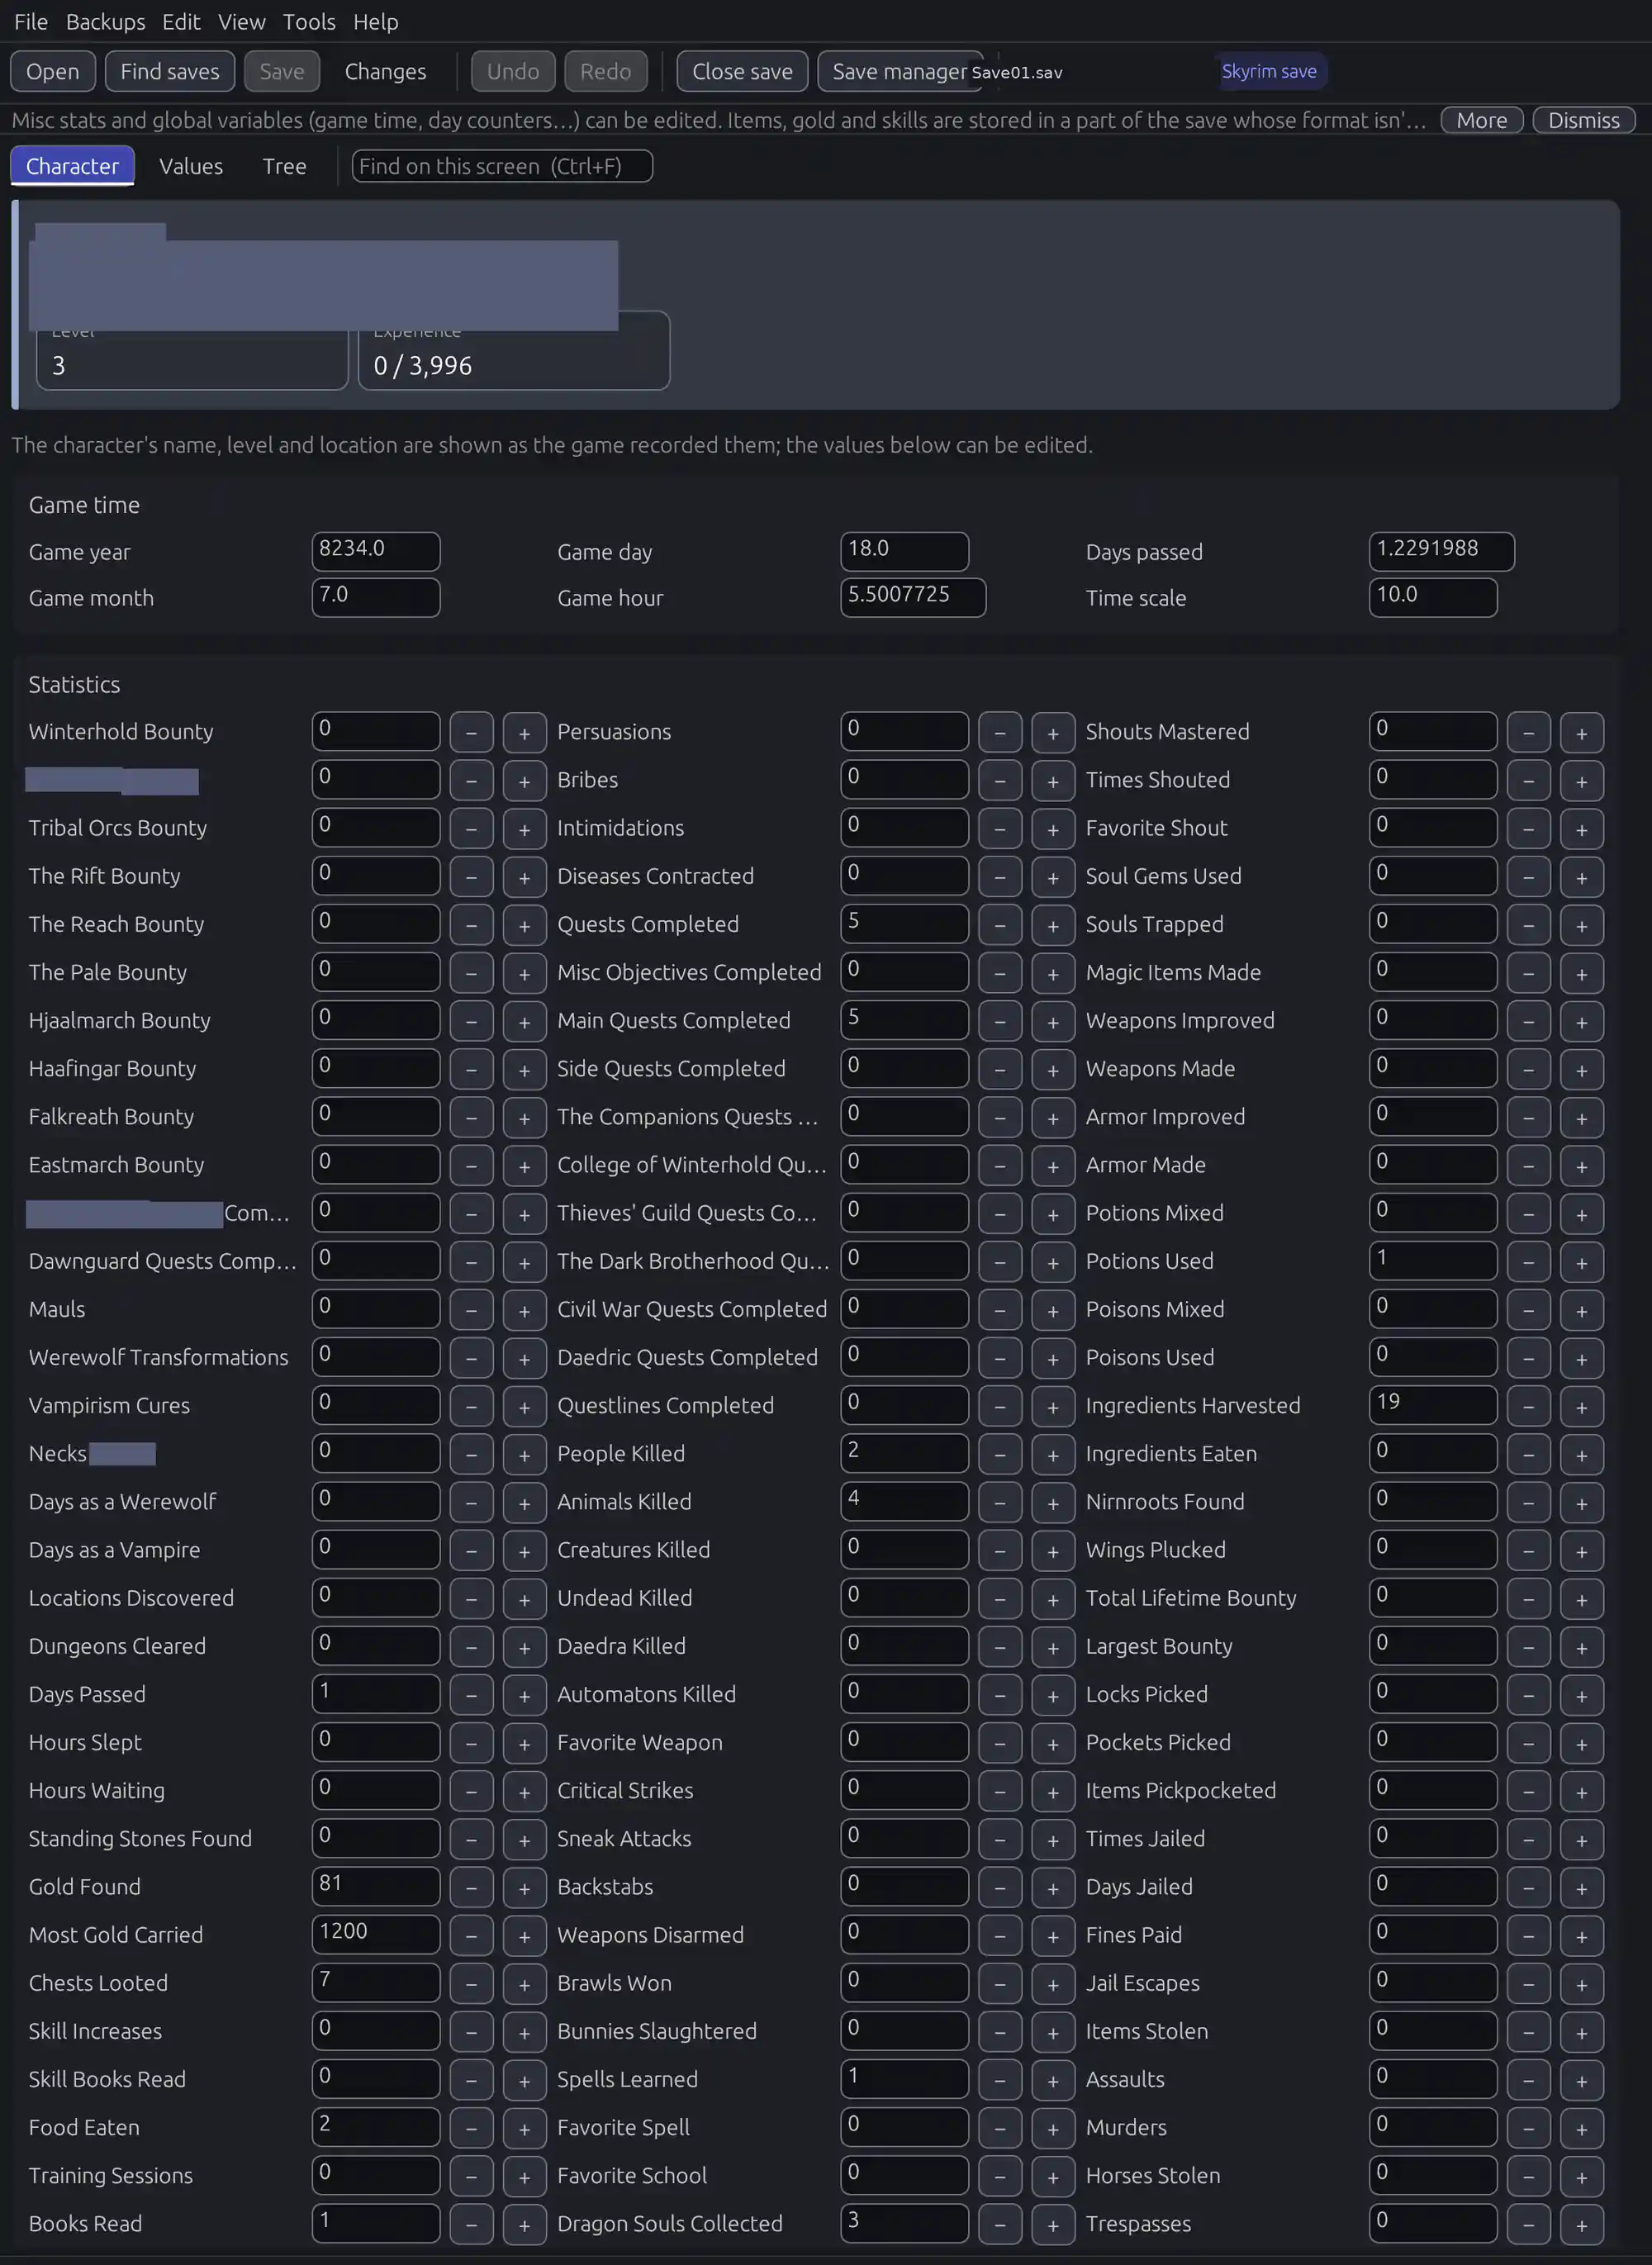 File Backups Edit View Tools Help
Open Find saves Save Changes Undo Redo Close save Save manager Save01.sav Skyrim save
Misc stats and global variables (game time, day counters...) can be edited. Items, gold and skills are stored in a part of the save whose format isn'... More Dismiss
Character Values Tree Find on this screen (Ctrl+F)
Level Experience
3 0 / 3,996
The character's name, level and location are shown as the game recorded them; the values below can be edited.
Game time
Game year 8234.0 Game day 18.0 Days passed 1.2291988
Game month 7.0 Game hour 5.5007725 Time scale 10.0
Statistics
Winterhold Bounty 0 − + Persuasions 0 − + Shouts Mastered 0 − +
0 − + Bribes 0 − + Times Shouted 0 − +
Tribal Orcs Bounty 0 − + Intimidations 0 − + Favorite Shout 0 − +
The Rift Bounty 0 − + Diseases Contracted 0 − + Soul Gems Used 0 − +
The Reach Bounty 0 − + Quests Completed 5 − + Souls Trapped 0 − +
The Pale Bounty 0 − + Misc Objectives Completed 0 − + Magic Items Made 0 − +
Hjaalmarch Bounty 0 − + Main Quests Completed 5 − + Weapons Improved 0 − +
Haafingar Bounty 0 − + Side Quests Completed 0 − + Weapons Made 0 − +
Falkreath Bounty 0 − + The Companions Quests ... 0 − + Armor Improved 0 − +
Eastmarch Bounty 0 − + College of Winterhold Qu... 0 − + Armor Made 0 − +
Com... 0 − + Thieves' Guild Quests Co... 0 − + Potions Mixed 0 − +
Dawnguard Quests Comp... 0 − + The Dark Brotherhood Qu... 0 − + Potions Used 1 − +
Mauls 0 − + Civil War Quests Completed 0 − + Poisons Mixed 0 − +
Werewolf Transformations 0 − + Daedric Quests Completed 0 − + Poisons Used 0 − +
Vampirism Cures 0 − + Questlines Completed 0 − + Ingredients Harvested 19 − +
Necks 0 − + People Killed 2 − + Ingredients Eaten 0 − +
Days as a Werewolf 0 − + Animals Killed 4 − + Nirnroots Found 0 − +
Days as a Vampire 0 − + Creatures Killed 0 − + Wings Plucked 0 − +
Locations Discovered 0 − + Undead Killed 0 − + Total Lifetime Bounty 0 − +
Dungeons Cleared 0 − + Daedra Killed 0 − + Largest Bounty 0 − +
Days Passed 1 − + Automatons Killed 0 − + Locks Picked 0 − +
Hours Slept 0 − + Favorite Weapon 0 − + Pockets Picked 0 − +
Hours Waiting 0 − + Critical Strikes 0 − + Items Pickpocketed 0 − +
Standing Stones Found 0 − + Sneak Attacks 0 − + Times Jailed 0 − +
Gold Found 81 − + Backstabs 0 − + Days Jailed 0 − +
Most Gold Carried 1200 − + Weapons Disarmed 0 − + Fines Paid 0 − +
Chests Looted 7 − + Brawls Won 0 − + Jail Escapes 0 − +
Skill Increases 0 − + Bunnies Slaughtered 0 − + Items Stolen 0 − +
Skill Books Read 0 − + Spells Learned 1 − + Assaults 0 − +
Food Eaten 2 − + Favorite Spell 0 − + Murders 0 − +
Training Sessions 0 − + Favorite School 0 − + Horses Stolen 0 − +
Books Read 1 − + Dragon Souls Collected 3 − + Trespasses 0 − +